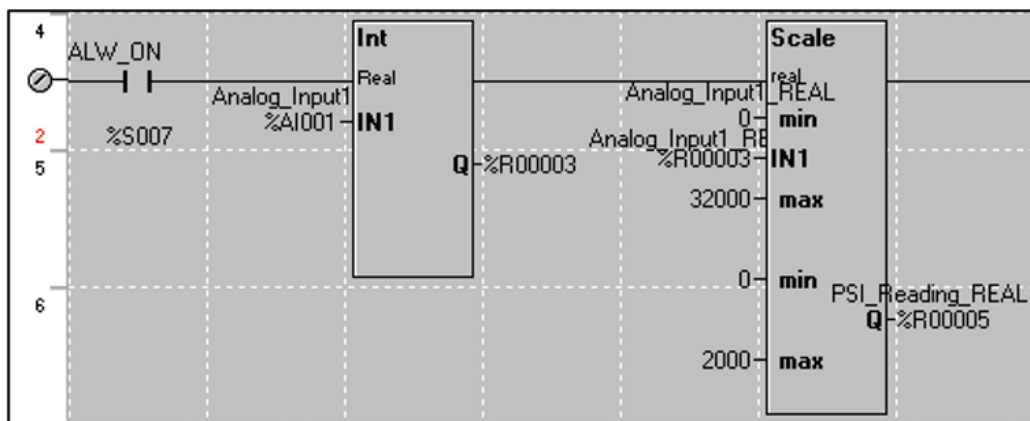 4
ALW_ON
%S007
2
5
6
Int
Real
Analog_Input1
%AI001
IN1
Q
%R00003
Scale
real
Analog_Input1_REAL
0
min
Analog_Input1_RE
%R00003
IN1
32000
max
0
min
PSI_Reading_REAL
Q
%R00005
2000
max